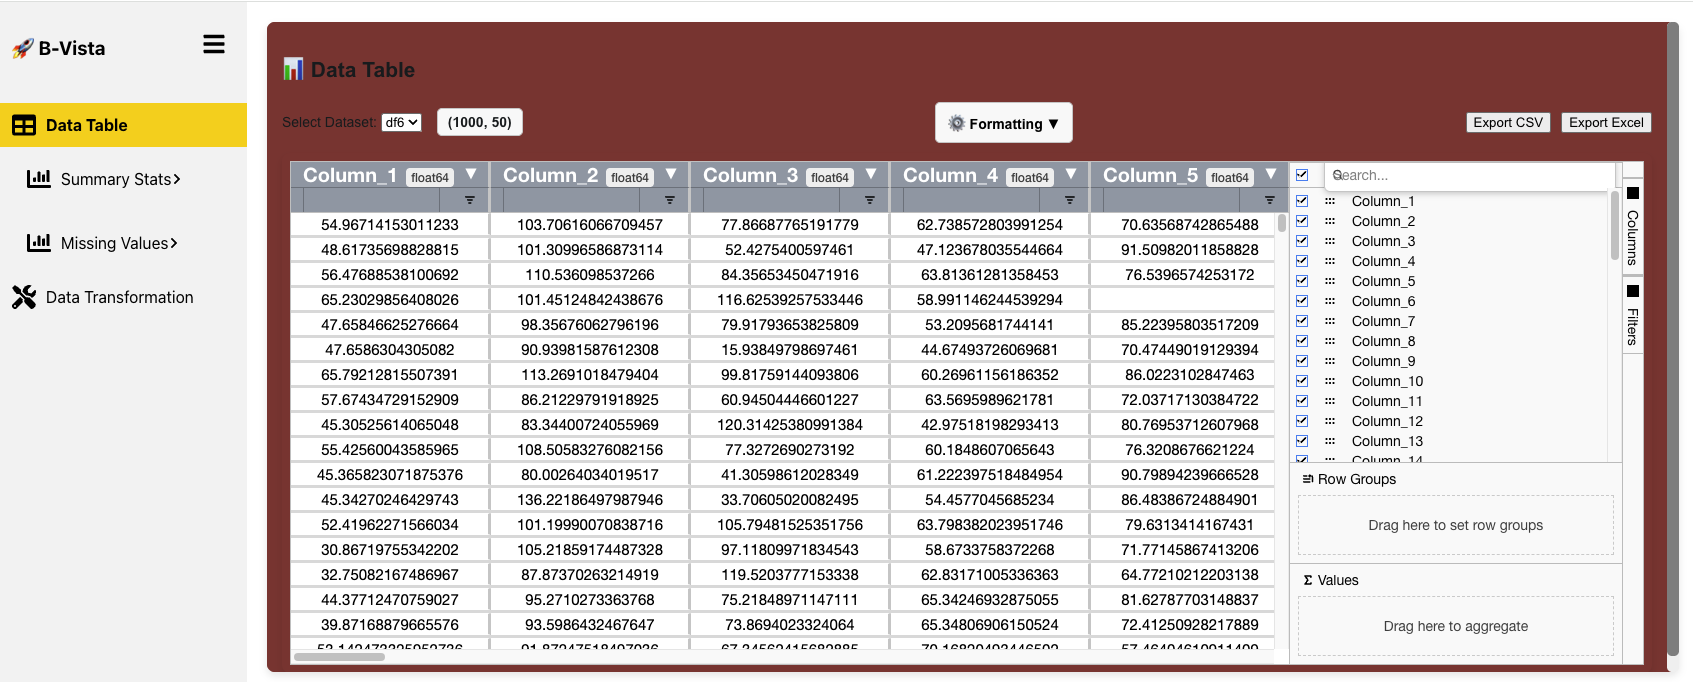 B-Vista
Data Table
Summary Stats
Missing Values
Data Transformation
Data Table
Select Dataset: df6 (1000, 50) Formatting ▼ Export CSV Export Excel
Column_1 float64 Column_2 float64 Column_3 float64 Column_4 float64 Column_5 float64
54.96714153011233 103.70616066709457 77.86687765191779 62.738572803991254 70.63568742865488
48.61735698828815 101.30996586873114 52.4275400597461 47.123678035544664 91.50982011858828
56.47688538100692 110.536098537266 84.35653450471916 63.81361281358453 76.5396574253172
65.23029856408026 101.45124842438676 116.62539257533446 58.991146244539294
47.65846625276664 98.35676062796196 79.91793653825809 53.2095681744141 85.22395803517209
47.6586304305082 90.93981587612308 15.93849798697461 44.67493726069681 70.47449019129394
65.79212815507391 113.2691018479404 99.81759144093806 60.26961156186352 86.0223102847463
57.67434729152909 86.21229791918925 60.94504446601227 63.5695989621781 72.03717130384722
45.30525614065048 83.34400724055969 120.31425380991384 42.97518198293413 80.76953712607968
55.42560043585965 108.50583276082156 77.3272690273192 60.1848607065643 76.3208676621224
45.365823071875376 80.00264034019517 41.30598612028349 61.222397518484954 90.79894239666528
45.34270246429743 136.22186497987946 33.70605020082495 54.4577045685234 86.48386724884901
52.41962271566034 101.19990070838716 105.79481525351756 63.798382023951746 79.6313414167431
30.86719755342202 105.21859174487328 97.11809971834543 58.6733758372268 71.77145867413206
32.75082167486967 87.87370263214919 119.5203777153338 62.83171005336363 64.77210212203138
44.37712470759027 95.2710273363768 75.21848971147111 65.34246932875055 81.62787703148837
39.87168879665576 93.5986432467647 73.8694023324064 65.34806906150524 72.41250928217889
Search...
Column_1
Column_2
Column_3
Column_4
Column_5
Column_6
Column_7
Column_8
Column_9
Column_10
Column_11
Column_12
Column_13
Column_14
Row Groups
Drag here to set row groups
Σ Values
Drag here to aggregate
Columns
Filters